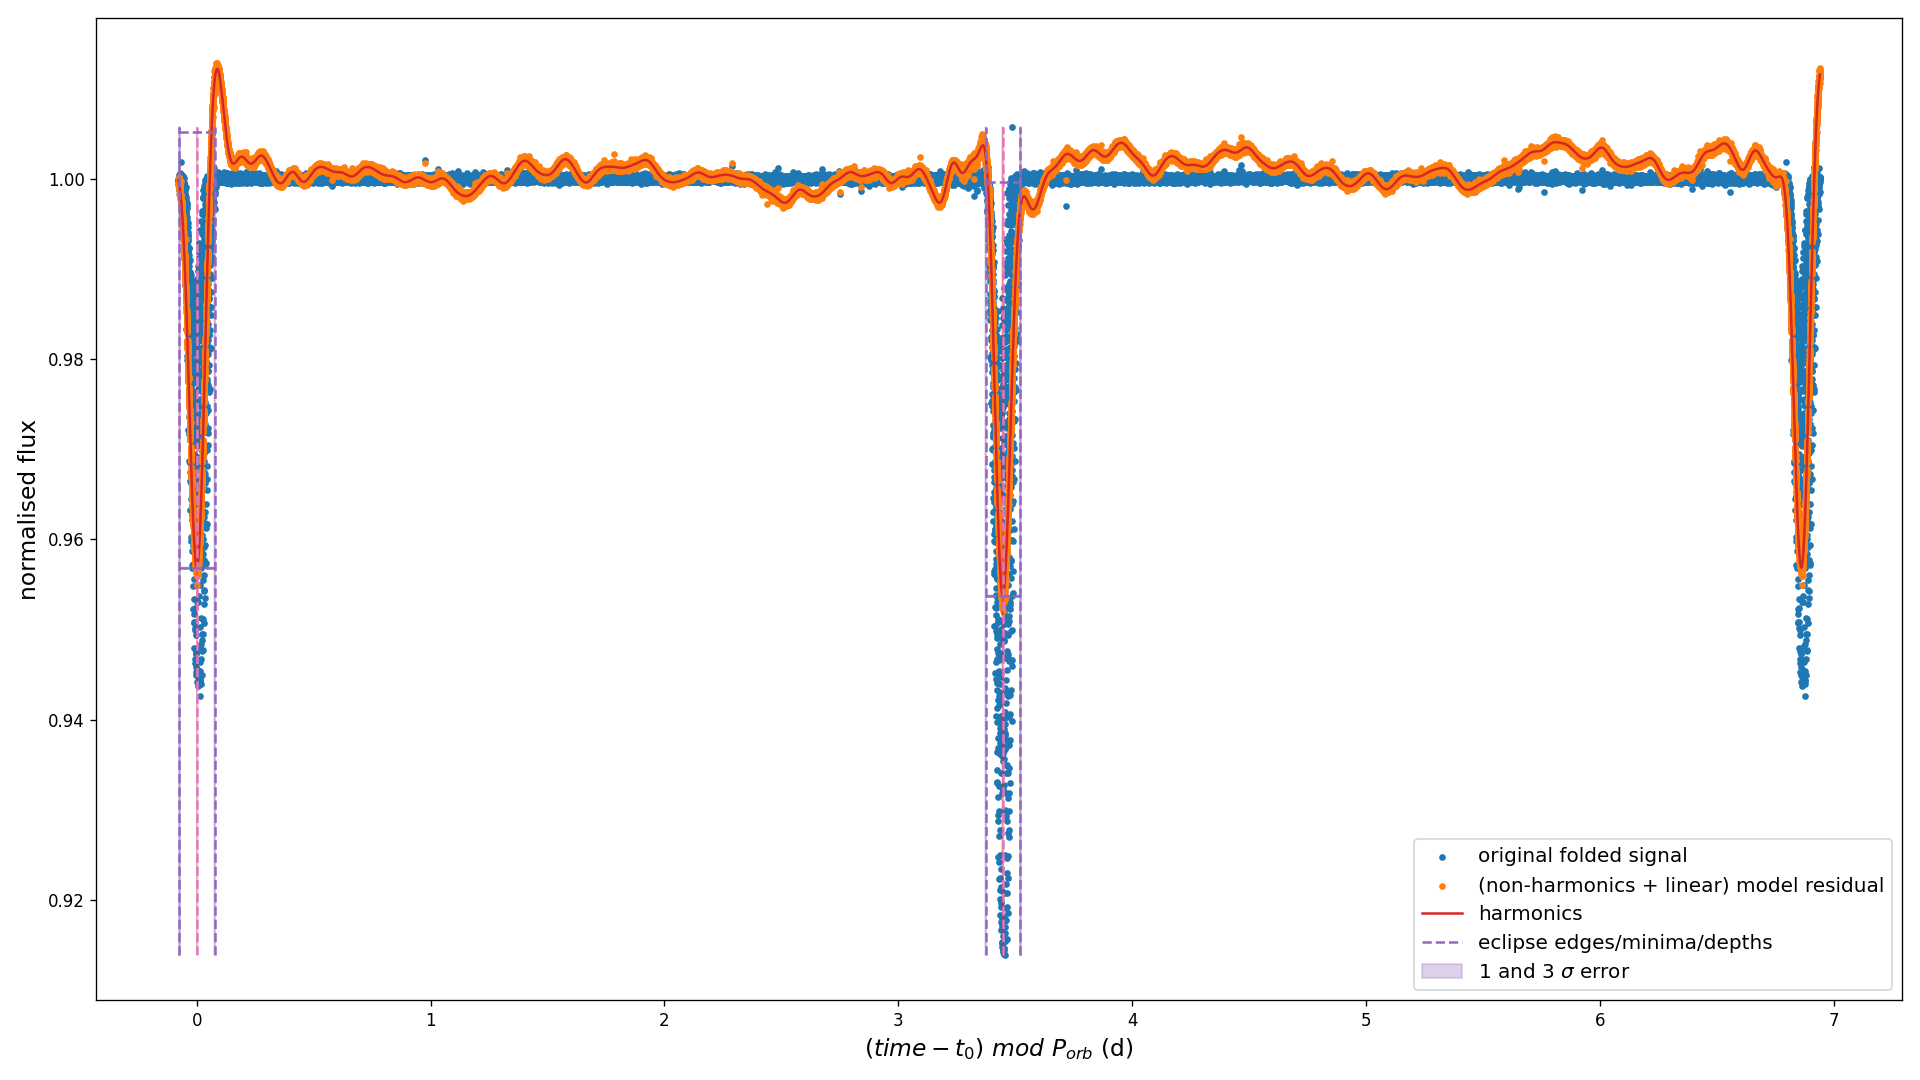 normalised flux
1.00
0.98
0.96
0.94
0.92
0 1 2 3 4 5 6 7
(time − t₀) mod P_orb (d)
original folded signal
(non-harmonics + linear) model residual
harmonics
eclipse edges/minima/depths
1 and 3 σ error